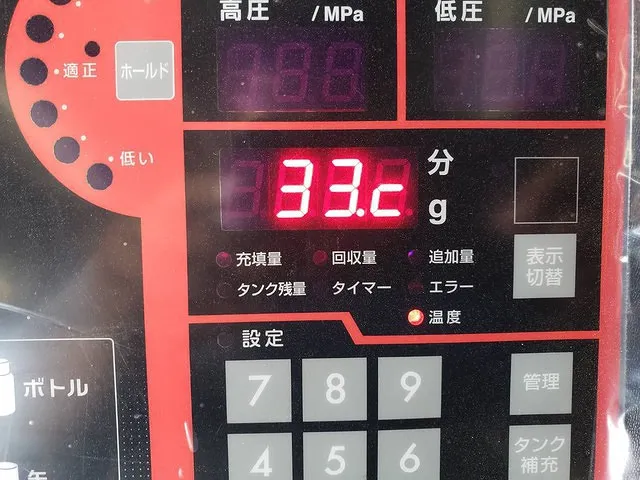 高圧 / MPa 低圧 / MPa
適正 ホールド
低い
33.c 分
g
充填量 回収量 追加量
表示
切替
タンク残量 タイマー エラー
温度
設定
7 8 9 管理
ボトル
4 5 6 タンク
補充
缶